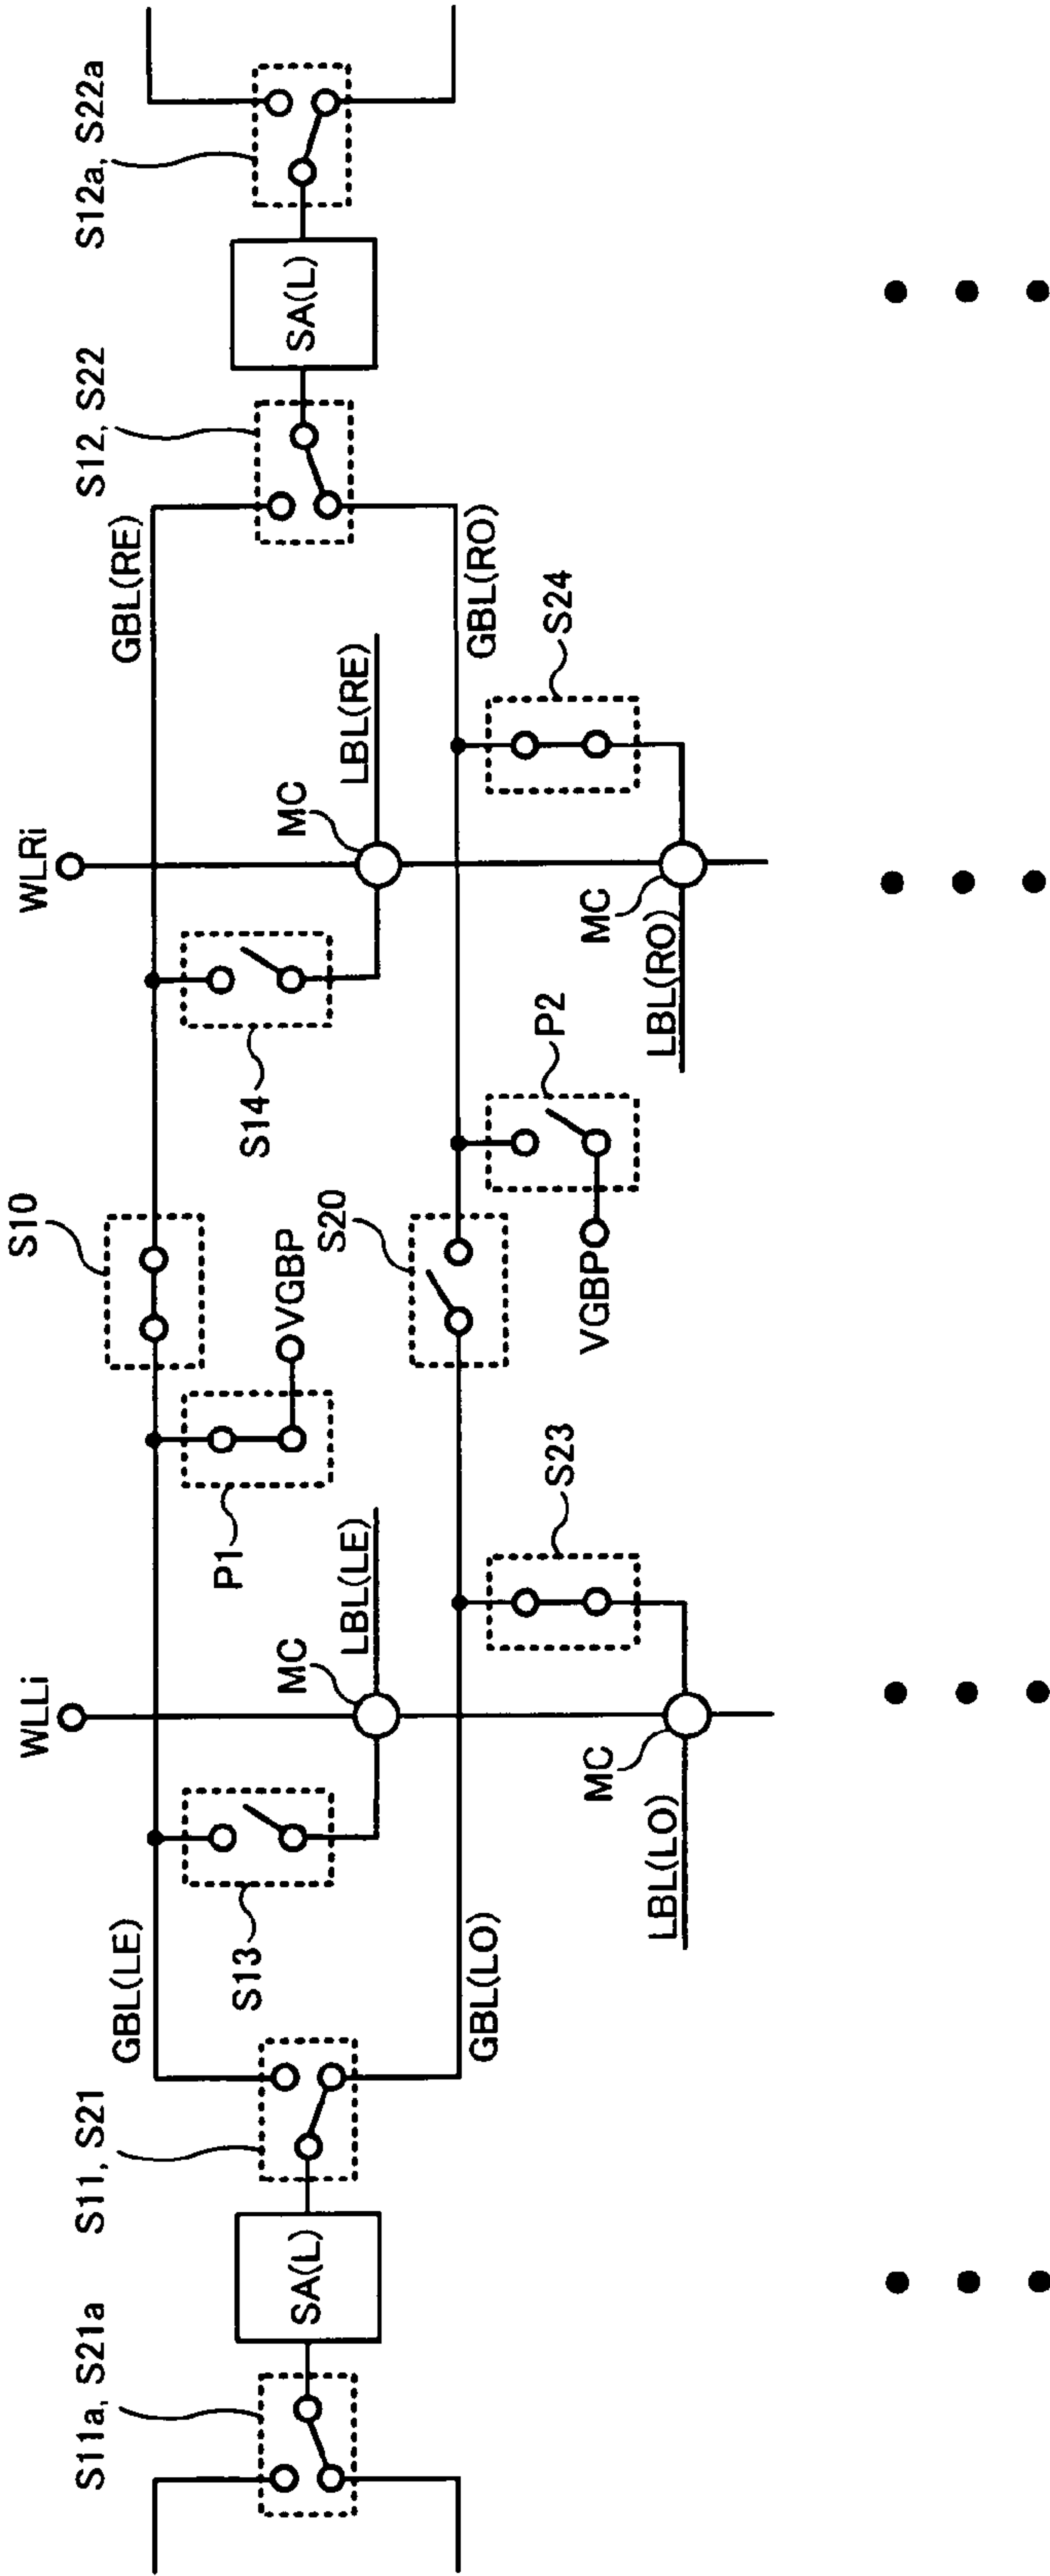 S11a, S21a
SA(L)
S11, S21
GBL(LE)
GBL(LO)
S13
WLLi
MC
LBL(LE)
MC
LBL(LO)
S23
P1
VGBP
S10
S20
VGBP
P2
S14
WLRi
MC
LBL(RE)
MC
LBL(RO)
S24
GBL(RE)
GBL(RO)
S12, S22
SA(L)
S12a, S22a